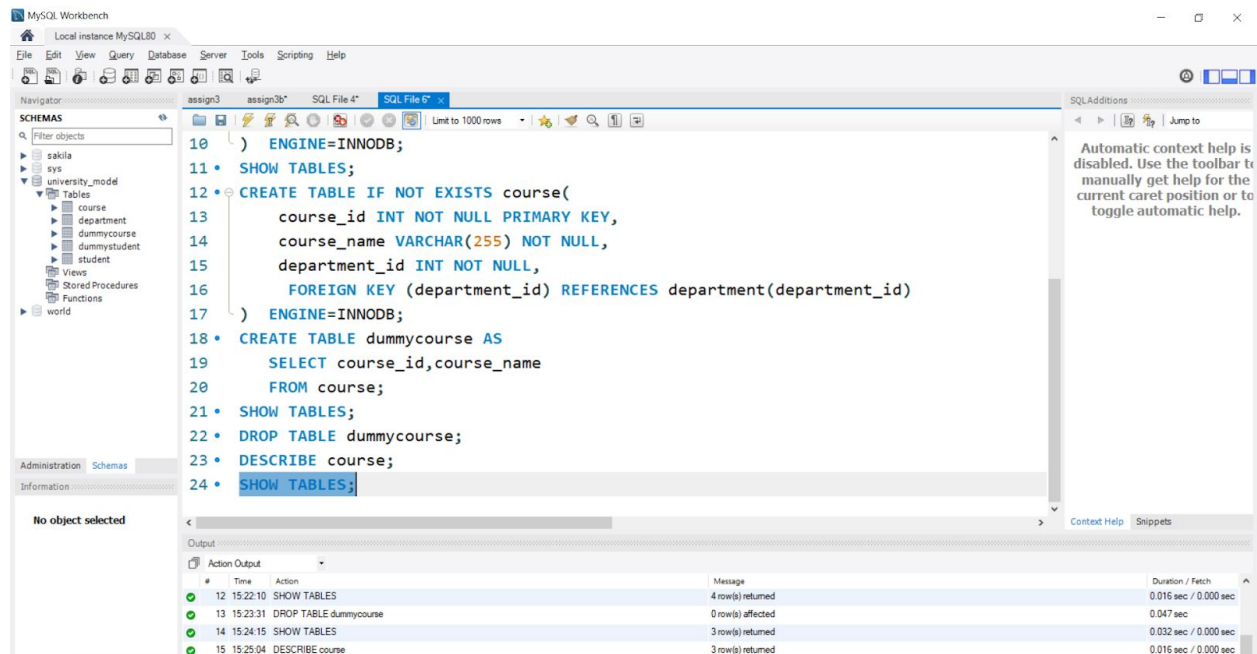 MySQL Workbench
Local instance MySQL80
File Edit View Query Database Server Tools Scripting Help
Navigator
SCHEMAS
Filter objects
sakila
sys
university_model
Tables
course
department
dummycourse
dummystudent
student
Views
Stored Procedures
Functions
world
Administration Schemas
Information
No object selected
assign3 assign3b* SQL File 4* SQL File 6*
Limit to 1000 rows
10 ) ENGINE=INNODB;
11 SHOW TABLES;
12 CREATE TABLE IF NOT EXISTS course(
13 course_id INT NOT NULL PRIMARY KEY,
14 course_name VARCHAR(255) NOT NULL,
15 department_id INT NOT NULL,
16 FOREIGN KEY (department_id) REFERENCES department(department_id)
17 ) ENGINE=INNODB;
18 CREATE TABLE dummycourse AS
19 SELECT course_id,course_name
20 FROM course;
21 SHOW TABLES;
22 DROP TABLE dummycourse;
23 DESCRIBE course;
24 SHOW TABLES;
Output
Action Output
# Time Action Message Duration / Fetch
12 15:22:10 SHOW TABLES 4 row(s) returned 0.016 sec / 0.000 sec
13 15:23:31 DROP TABLE dummycourse 0 row(s) affected 0.047 sec
14 15:24:15 SHOW TABLES 3 row(s) returned 0.032 sec / 0.000 sec
15 15:25:04 DESCRIBE course 3 row(s) returned 0.016 sec / 0.000 sec
SQLAdditions
Jump to
Automatic context help is
disabled. Use the toolbar to
manually get help for the
current caret position or to
toggle automatic help.
Context Help Snippets